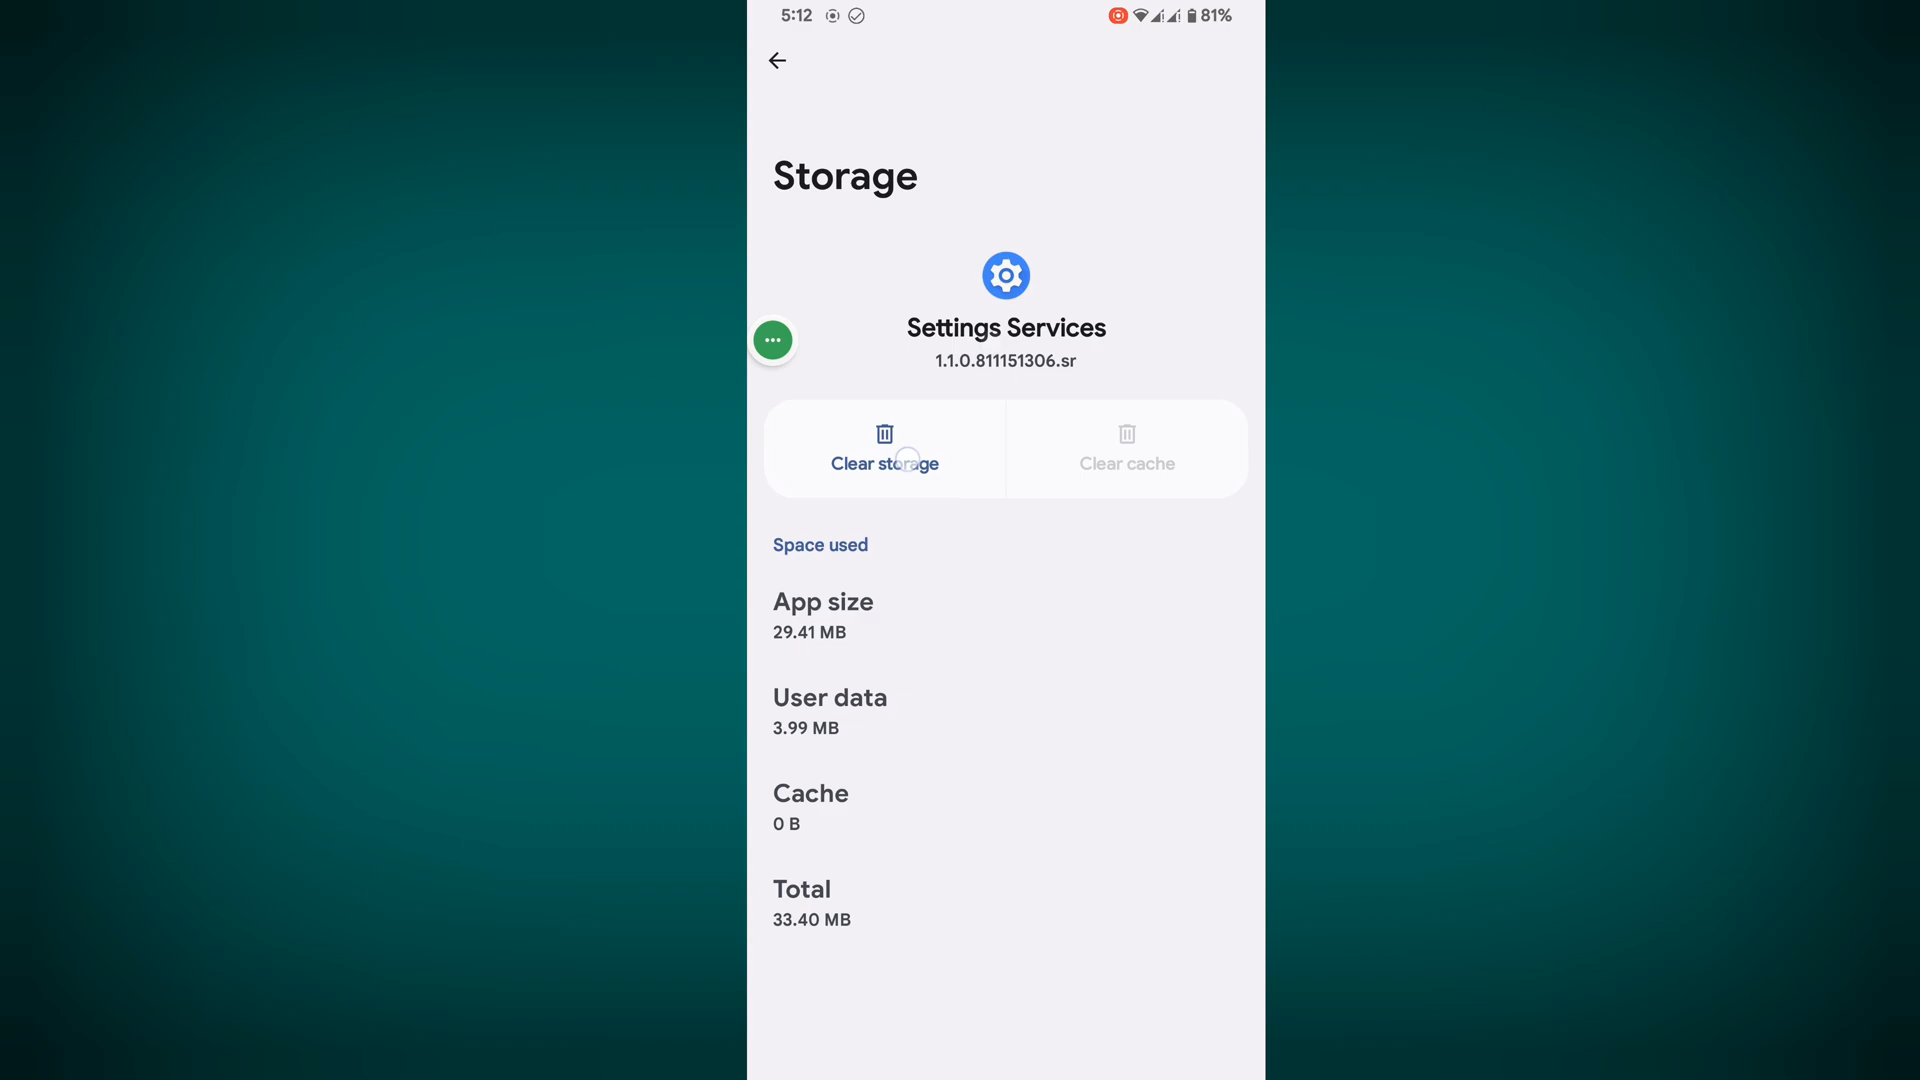 5:12
81%
Storage
Settings Services
1.1.0.811151306.sr
Clear storage
Clear cache
Space used
App size
29.41 MB
User data
3.99 MB
Cache
0 B
Total
33.40 MB